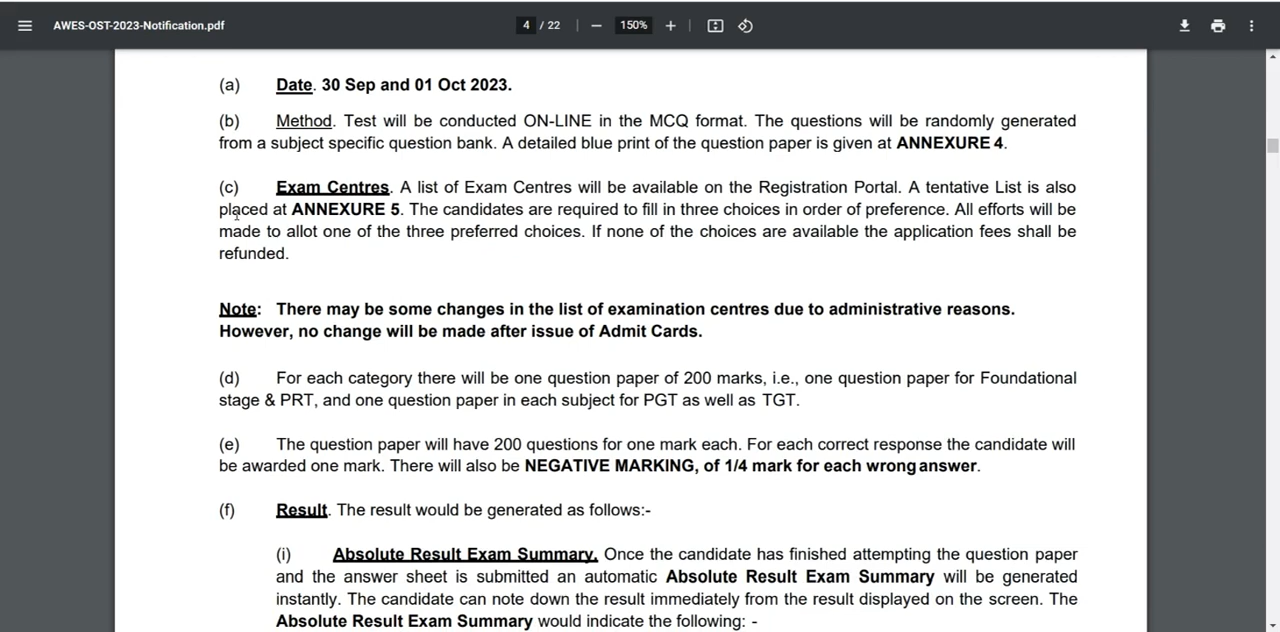 AWES-OST-2023-Notification.pdf 4 / 22 150%
(a) Date. 30 Sep and 01 Oct 2023.
(b) Method. Test will be conducted ON-LINE in the MCQ format. The questions will be randomly generated
from a subject specific question bank. A detailed blue print of the question paper is given at ANNEXURE 4.
(c) Exam Centres. A list of Exam Centres will be available on the Registration Portal. A tentative List is also
placed at ANNEXURE 5. The candidates are required to fill in three choices in order of preference. All efforts will be
made to allot one of the three preferred choices. If none of the choices are available the application fees shall be
refunded.
Note: There may be some changes in the list of examination centres due to administrative reasons.
However, no change will be made after issue of Admit Cards.
(d) For each category there will be one question paper of 200 marks, i.e., one question paper for Foundational
stage & PRT, and one question paper in each subject for PGT as well as TGT.
(e) The question paper will have 200 questions for one mark each. For each correct response the candidate will
be awarded one mark. There will also be NEGATIVE MARKING, of 1/4 mark for each wrong answer.
(f) Result. The result would be generated as follows:-
(i) Absolute Result Exam Summary. Once the candidate has finished attempting the question paper
and the answer sheet is submitted an automatic Absolute Result Exam Summary will be generated
instantly. The candidate can note down the result immediately from the result displayed on the screen. The
Absolute Result Exam Summary would indicate the following: -